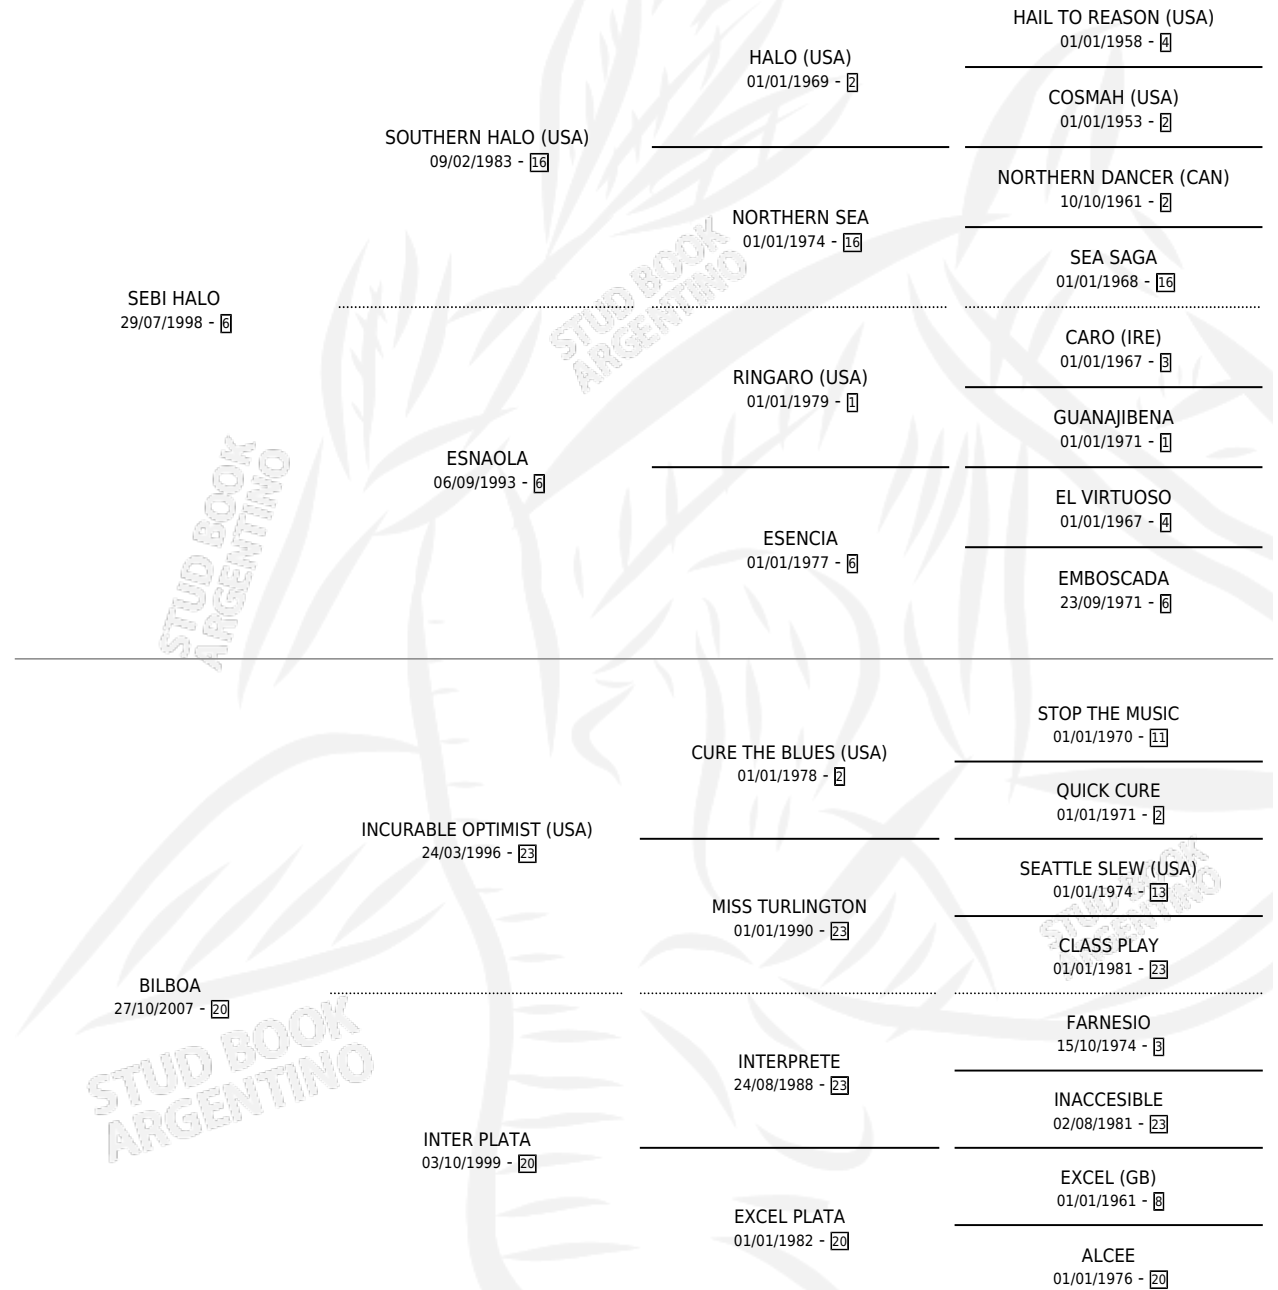 HAIL TO REASON (USA)
01/01/1958 - 4
HALO (USA)
01/01/1969 - 2
COSMAH (USA)
01/01/1953 - 2
SOUTHERN HALO (USA)
09/02/1983 - 16
NORTHERN DANCER (CAN)
10/10/1961 - 2
NORTHERN SEA
01/01/1974 - 16
SEA SAGA
01/01/1968 - 16
SEBI HALO
29/07/1998 - 6
STUD BOOK
ARGENTINO
CARO (IRE)
01/01/1967 - 3
RINGARO (USA)
01/01/1979 - 1
GUANAJIBENA
01/01/1971 - 1
ESNAOLA
06/09/1993 - 6
EL VIRTUOSO
01/01/1967 - 4
ESENCIA
01/01/1977 - 6
EMBOSCADA
23/09/1971 - 6
STUD BOOK
ARGENTINO
STOP THE MUSIC
01/01/1970 - 11
CURE THE BLUES (USA)
01/01/1978 - 2
QUICK CURE
01/01/1971 - 2
INCURABLE OPTIMIST (USA)
24/03/1996 - 23
SEATTLE SLEW (USA)
01/01/1974 - 13
MISS TURLINGTON
01/01/1990 - 23
STUD BOOK
ARGENTINO
CLASS PLAY
01/01/1981 - 23
BILBOA
27/10/2007 - 20
STUD BOOK
ARGENTINO
FARNESIO
15/10/1974 - 3
INTERPRETE
24/08/1988 - 23
INACCESIBLE
02/08/1981 - 23
INTER PLATA
03/10/1999 - 20
EXCEL (GB)
01/01/1961 - 8
EXCEL PLATA
01/01/1982 - 20
ALCEE
01/01/1976 - 20